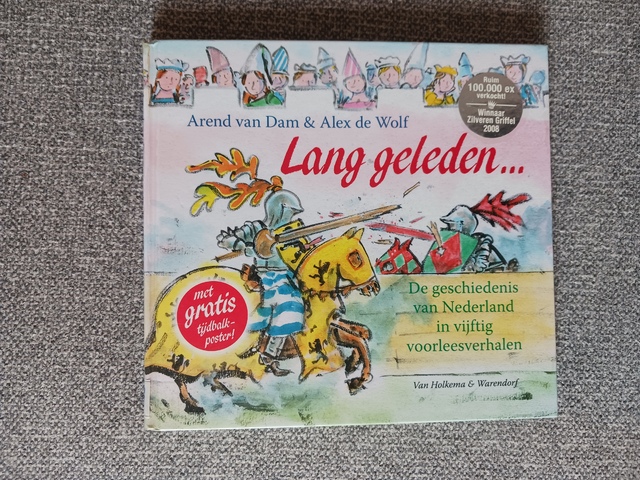 Ruim
100.000 ex
verkocht!
Winnaar
Zilveren Griffel
2008
Arend van Dam & Alex de Wolf
Lang geleden...
met
gratis
tijdbalk-
poster!
De geschiedenis
van Nederland
in vijftig
voorleesverhalen
Van Holkema & Warendorf